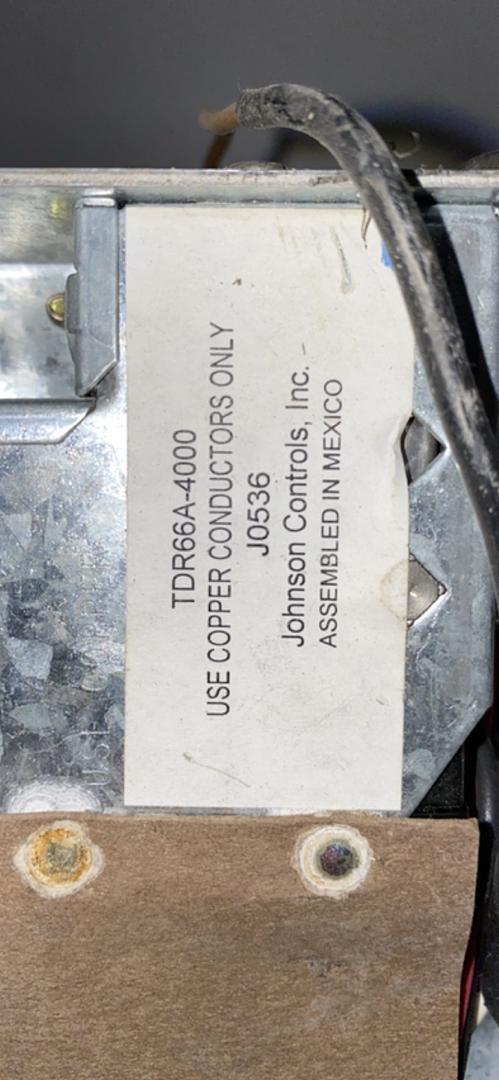 TDR66A-4000
USE COPPER CONDUCTORS ONLY
J0536
Johnson Controls, Inc.
ASSEMBLED IN MEXICO